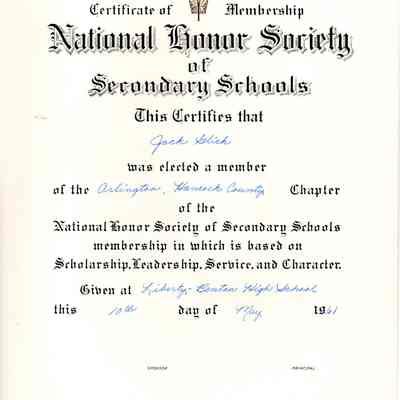 Certificate of Membership
National Honor Society
of
Secondary Schools
This Certifies that
Jack Glick
was elected a member
of the Arlington, Hancock County Chapter
of the
National Honor Society of Secondary Schools
membership in which is based on
Scholarship, Leadership, Service, and Character.
Given at Liberty-Benton High School
this 10th day of May 1961
SPONSOR PRINCIPAL